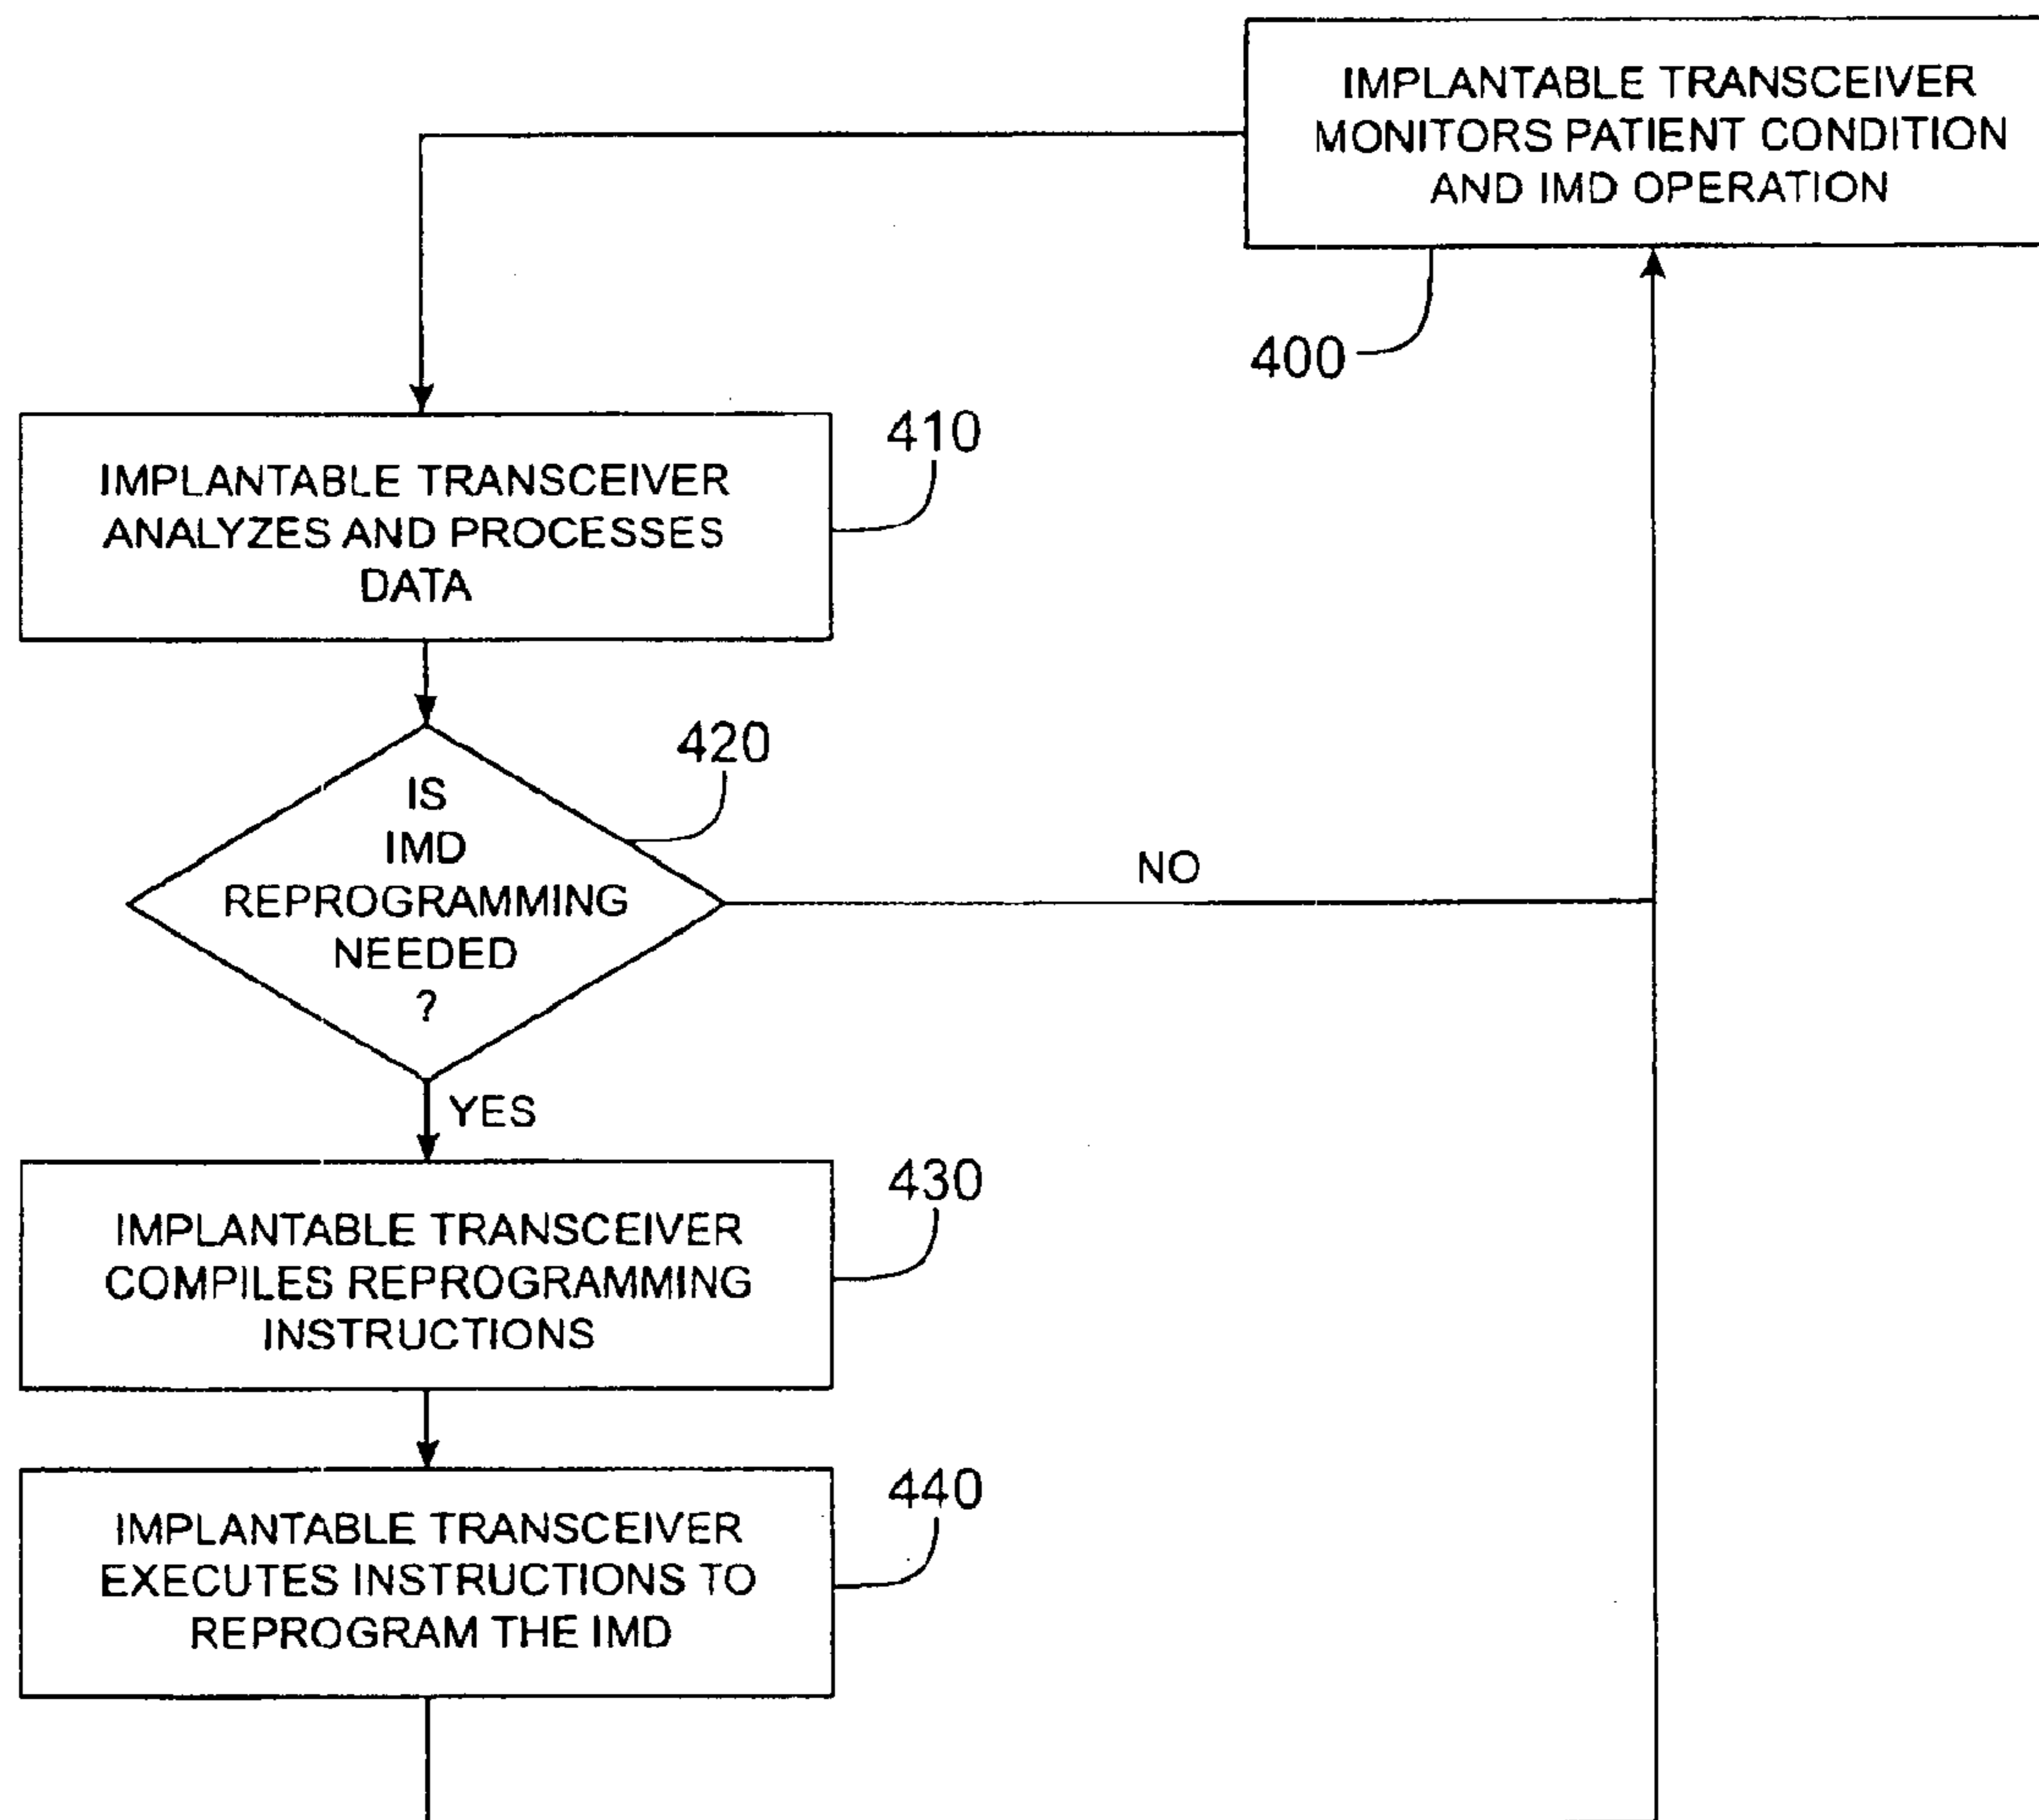 IMPLANTABLE TRANSCEIVER
MONITORS PATIENT CONDITION
AND IMD OPERATION
400
410
IMPLANTABLE TRANSCEIVER
ANALYZES AND PROCESSES
DATA
420
IS
IMD
REPROGRAMMING
NEEDED
?
NO
YES
430
IMPLANTABLE TRANSCEIVER
COMPILES REPROGRAMMING
INSTRUCTIONS
440
IMPLANTABLE TRANSCEIVER
EXECUTES INSTRUCTIONS TO
REPROGRAM THE IMD